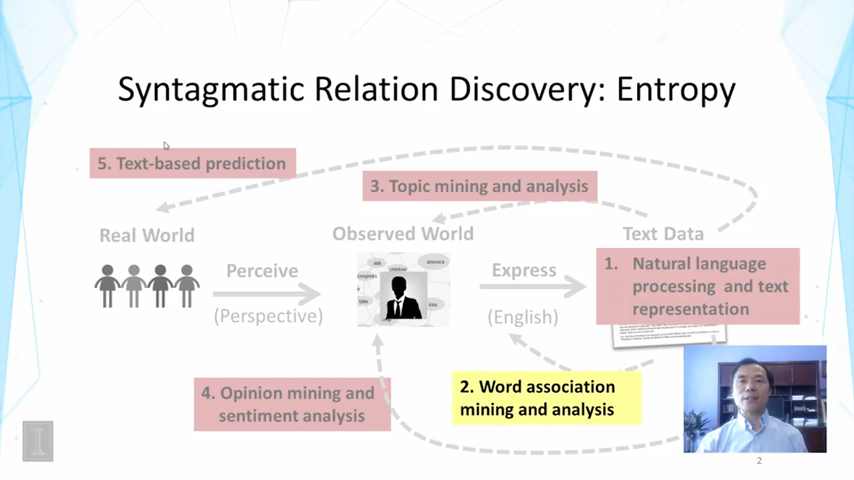 Syntagmatic Relation Discovery: Entropy
5. Text-based prediction
3. Topic mining and analysis
Real World
Observed World
Text Data
Perceive
(Perspective)
Express
(English)
1. Natural language
processing and text
representation
4. Opinion mining and
sentiment analysis
2. Word association
mining and analysis
2